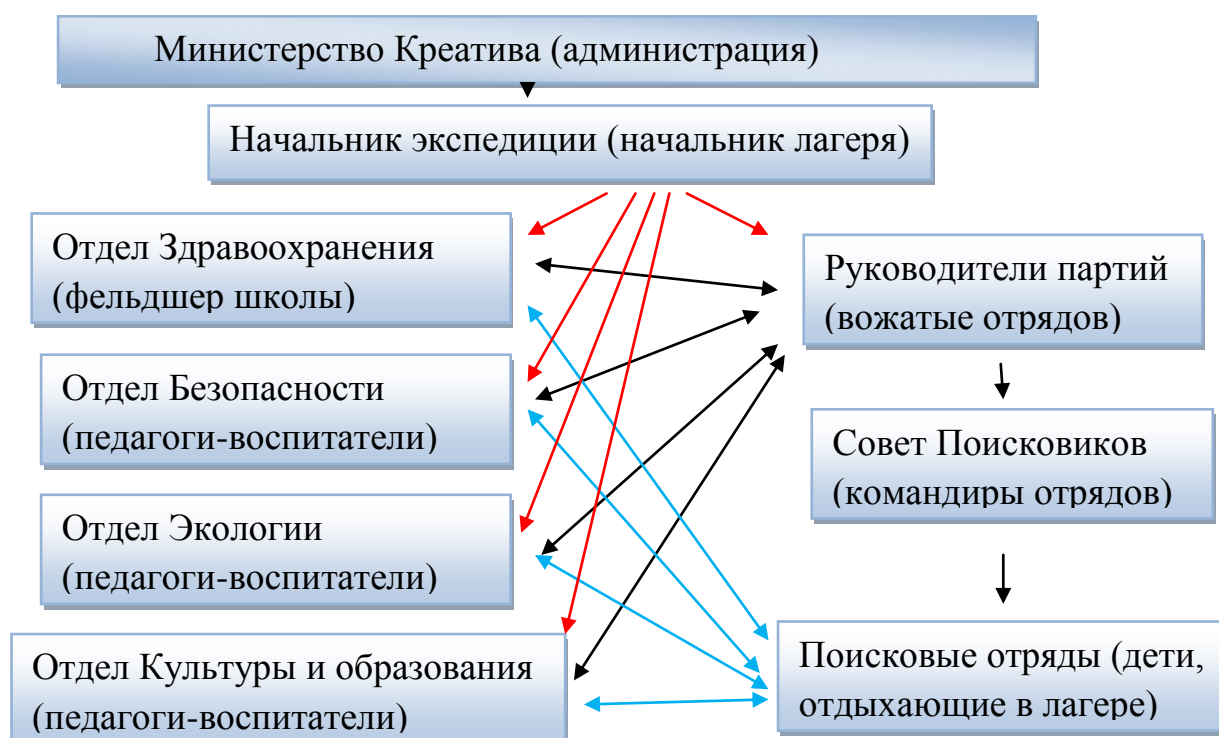 Министерство Креатива (администрация)
Начальник экспедиции (начальник лагеря)
Отдел Здравоохранения
(фельдшер школы)
Руководители партий
(вожатые отрядов)
Отдел Безопасности
(педагоги-воспитатели)
Совет Поисковиков
(командиры отрядов)
Отдел Экологии
(педагоги-воспитатели)
Отдел Культуры и образования
(педагоги-воспитатели)
Поисковые отряды (дети,
отдыхающие в лагере)